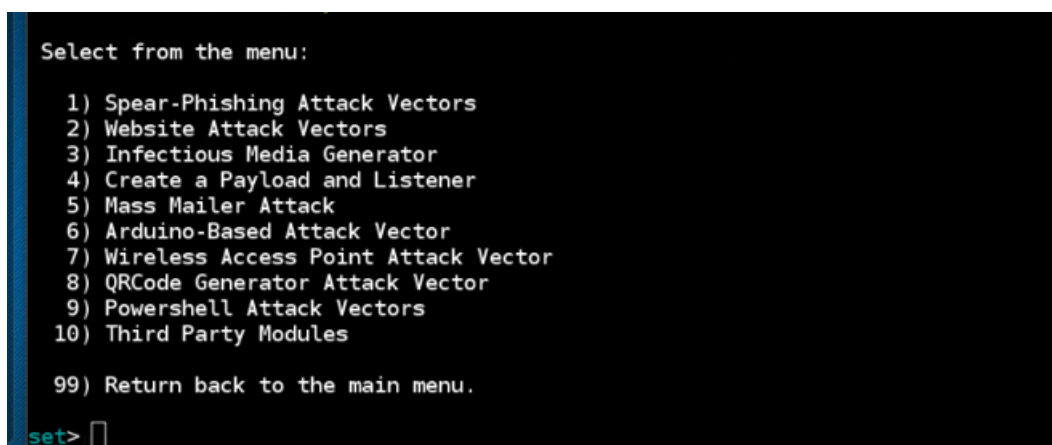 Select from the menu:
1) Spear-Phishing Attack Vectors
2) Website Attack Vectors
3) Infectious Media Generator
4) Create a Payload and Listener
5) Mass Mailer Attack
6) Arduino-Based Attack Vector
7) Wireless Access Point Attack Vector
8) QRCode Generator Attack Vector
9) Powershell Attack Vectors
10) Third Party Modules
99) Return back to the main menu.
set>